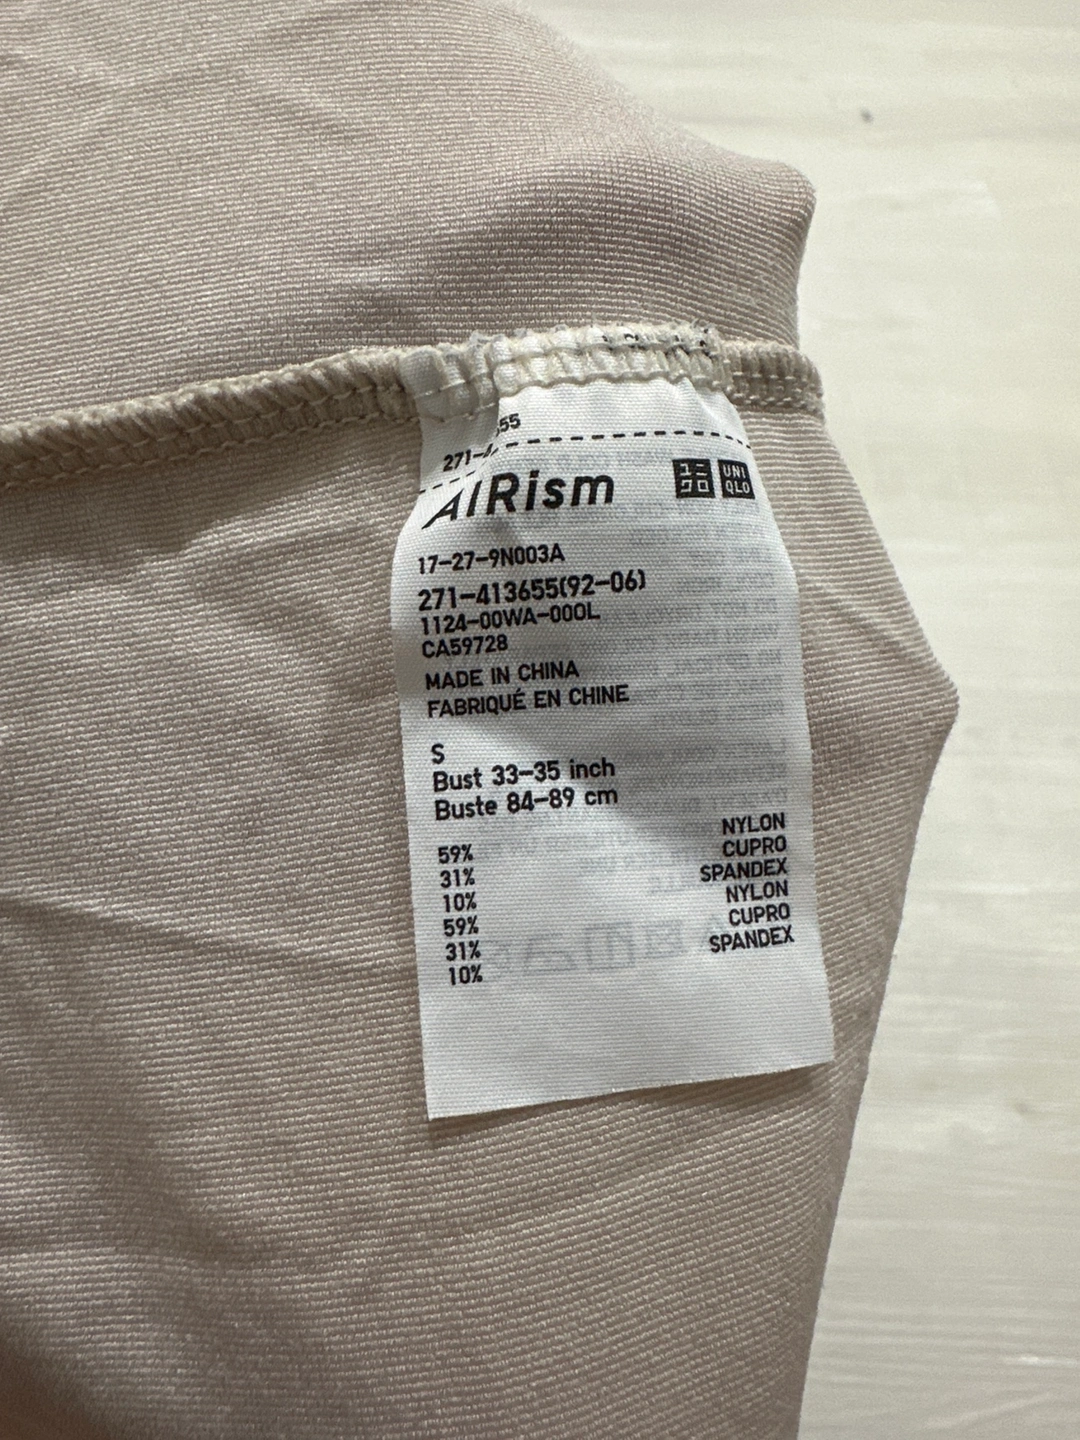 271-4
555
AIRism
ユニ
クロ
UNI
QLO
17-27-9N003A
271-413655(92-06)
1124-00WA-000L
CA59728
MADE IN CHINA
FABRIQUÉ EN CHINE
S
Bust 33-35 inch
Buste 84-89 cm
59% NYLON
31% CUPRO
10% SPANDEX
59% NYLON
31% CUPRO
10% SPANDEX